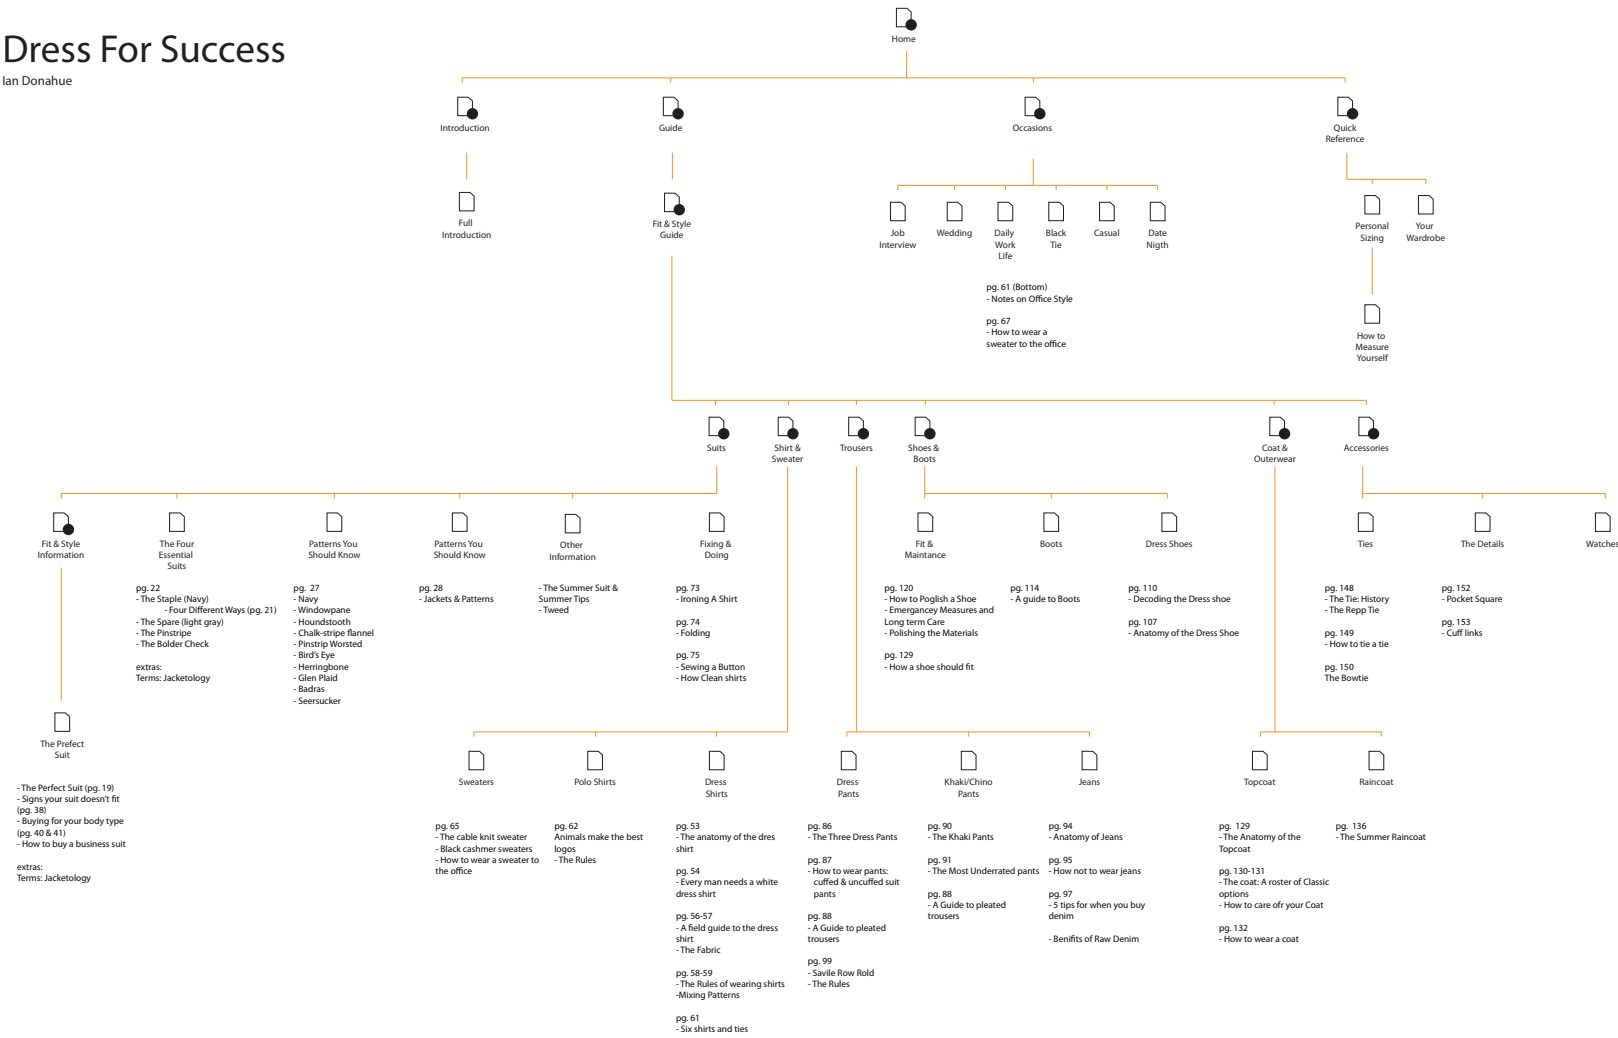 Dress For Success
Ian Donahue
Home
Introduction
Guide
Occasions
Quick
Reference
Full
Introduction
Fit & Style
Guide
Job
Interview
Wedding
Daily
Work
Life
Black
Tie
Casual
Date
Nigth
Personal
Sizing
Your
Wardrobe
pg. 61 (Bottom)
- Notes on Office Style
pg. 67
- How to wear a
sweater to the office
How to
Measure
Yourself
Suits
Shirt &
Sweater
Trousers
Shoes &
Boots
Coat &
Outerwear
Accessories
Fit & Style
Information
The Four
Essential
Suits
Patterns You
Should Know
Patterns You
Should Know
Other
Information
Fixing &
Doing
Fit &
Maintance
Boots
Dress Shoes
Ties
The Details
Watches
pg. 22
- The Staple (Navy)
- Four Different Ways (pg. 21)
- The Spare (light gray)
- The Pinstripe
- The Bolder Check
extras:
Terms: Jacketology
pg. 27
- Navy
- Windowpane
- Houndstooth
- Chalk-stripe flannel
- Pinstrip Worsted
- Bird's Eye
- Herringbone
- Glen Plaid
- Badras
- Seersucker
pg. 28
- Jackets & Patterns
- The Summer Suit &
Summer Tips
- Tweed
pg. 73
- Ironing A Shirt
pg. 74
- Folding
pg. 75
- Sewing a Button
- How Clean shirts
pg. 120
- How to Poglish a Shoe
- Emergancey Measures and
Long term Care
- Polishing the Materials
pg. 129
- How a shoe should fit
pg. 114
- A guide to Boots
pg. 110
- Decoding the Dress shoe
pg. 107
- Anatomy of the Dress Shoe
pg. 148
- The Tie: History
- The Repp Tie
pg. 149
- How to tie a tie
pg. 150
The Bowtie
pg. 152
- Pocket Square
pg. 153
- Cuff links
The Prefect
Suit
- The Perfect Suit (pg. 19)
- Signs your suit doesn't fit
(pg. 38)
- Buying for your body type
(pg. 40 & 41)
- How to buy a business suit
extras:
Terms: Jacketology
Sweaters
Polo Shirts
Dress
Shirts
Dress
Pants
Khaki/Chino
Pants
Jeans
Topcoat
Raincoat
pg. 65
- The cable knit sweater
- Black cashmer sweaters
- How to wear a sweater to
the office
pg. 62
Animals make the best
logos
- The Rules
pg. 53
- The anatomy of the dres
shirt
pg. 54
- Every man needs a white
dress shirt
pg. 56-57
- A field guide to the dress
shirt
- The Fabric
pg. 58-59
- The Rules of wearing shirts
-Mixing Patterns
pg. 61
- Six shirts and ties
pg. 86
- The Three Dress Pants
pg. 87
- How to wear pants:
cuffed & uncuffed suit
pants
pg. 88
- A Guide to pleated
trousers
pg. 99
- Savile Row Rold
- The Rules
pg. 90
- The Khaki Pants
pg. 91
- The Most Underrated pants
pg. 88
- A Guide to pleated
trousers
pg. 94
- Anatomy of Jeans
pg. 95
- How not to wear jeans
pg. 97
- 5 tips for when you buy
denim
- Benifits of Raw Denim
pg. 129
- The Anatomy of the
Topcoat
pg. 130-131
- The coat: A roster of Classic
options
- How to care ofr your Coat
pg. 132
- How to wear a coat
pg. 136
- The Summer Raincoat